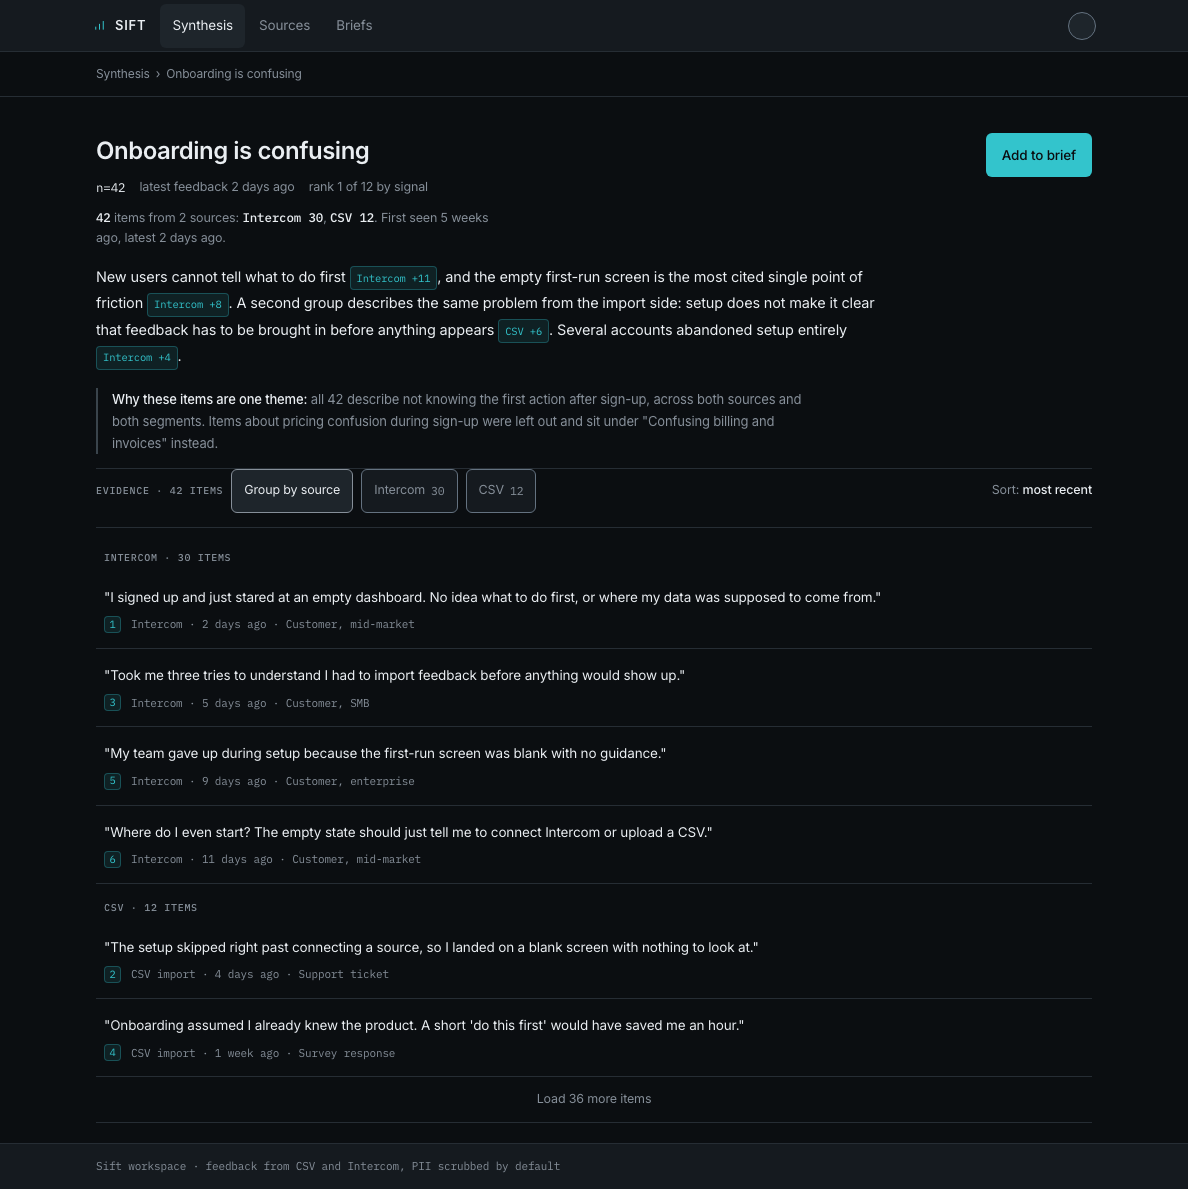 SIFT Synthesis Sources Briefs
Synthesis › Onboarding is confusing
Onboarding is confusing
Add to brief
n=42 latest feedback 2 days ago rank 1 of 12 by signal
42 items from 2 sources: Intercom 30, CSV 12. First seen 5 weeks
ago, latest 2 days ago.
New users cannot tell what to do first Intercom +11, and the empty first-run screen is the most cited single point of
friction Intercom +8. A second group describes the same problem from the import side: setup does not make it clear
that feedback has to be brought in before anything appears CSV +6. Several accounts abandoned setup entirely
Intercom +4.
Why these items are one theme: all 42 describe not knowing the first action after sign-up, across both sources and
both segments. Items about pricing confusion during sign-up were left out and sit under "Confusing billing and
invoices" instead.
EVIDENCE · 42 ITEMS Group by source Intercom 30 CSV 12 Sort: most recent
INTERCOM · 30 ITEMS
"I signed up and just stared at an empty dashboard. No idea what to do first, or where my data was supposed to come from."
1 Intercom · 2 days ago · Customer, mid-market
"Took me three tries to understand I had to import feedback before anything would show up."
3 Intercom · 5 days ago · Customer, SMB
"My team gave up during setup because the first-run screen was blank with no guidance."
5 Intercom · 9 days ago · Customer, enterprise
"Where do I even start? The empty state should just tell me to connect Intercom or upload a CSV."
6 Intercom · 11 days ago · Customer, mid-market
CSV · 12 ITEMS
"The setup skipped right past connecting a source, so I landed on a blank screen with nothing to look at."
2 CSV import · 4 days ago · Support ticket
"Onboarding assumed I already knew the product. A short 'do this first' would have saved me an hour."
4 CSV import · 1 week ago · Survey response
Load 36 more items
Sift workspace · feedback from CSV and Intercom, PII scrubbed by default